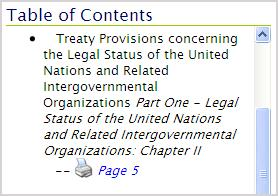 Table of Contents
• Treaty Provisions concerning
the Legal Status of the United
Nations and Related
Intergovernmental
Organizations Part One - Legal
Status of the United Nations
and Related Intergovernmental
Organizations: Chapter II
-- Page 5